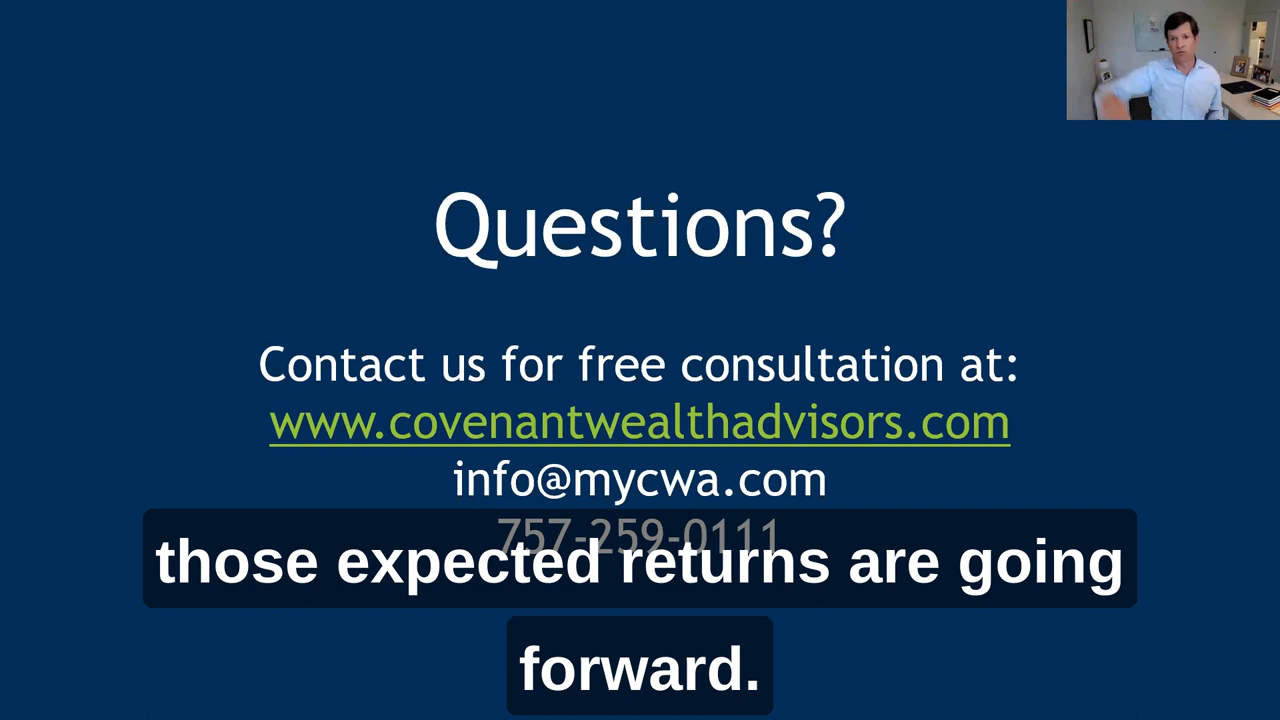 Questions?
Contact us for free consultation at:
www.covenantwealthadvisors.com
info@mycwa.com
757-259-0111
those expected returns are going
forward.